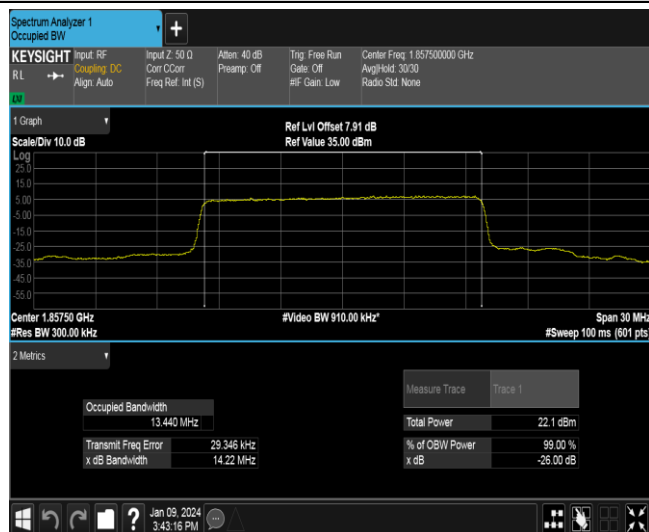 Spectrum Analyzer 1
Occupied BW
+
KEYSIGHT Input: RF Input Z: 50 Ω Atten: 40 dB Trig: Free Run Center Freq: 1.857500000 GHz
RL Coupling: DC Corr CCorr Preamp: Off Gate: Off Avg|Hold: 30/30
Align: Auto Freq Ref: Int (S) #IF Gain: Low Radio Std: None
LXI
1 Graph
Ref Lvl Offset 7.91 dB
Scale/Div 10.0 dB Ref Value 35.00 dBm
Log
25.0
15.0
5.00
-5.00
-15.0
-25.0
-35.0
-45.0
-55.0
Center 1.85750 GHz #Video BW 910.00 kHz* Span 30 MHz
#Res BW 300.00 kHz #Sweep 100 ms (601 pts)
2 Metrics
Measure Trace Trace 1
Occupied Bandwidth
13.440 MHz Total Power 22.1 dBm
Transmit Freq Error 29.346 kHz % of OBW Power 99.00 %
x dB Bandwidth 14.22 MHz x dB -26.00 dB
? Jan 09, 2024
3:43:16 PM